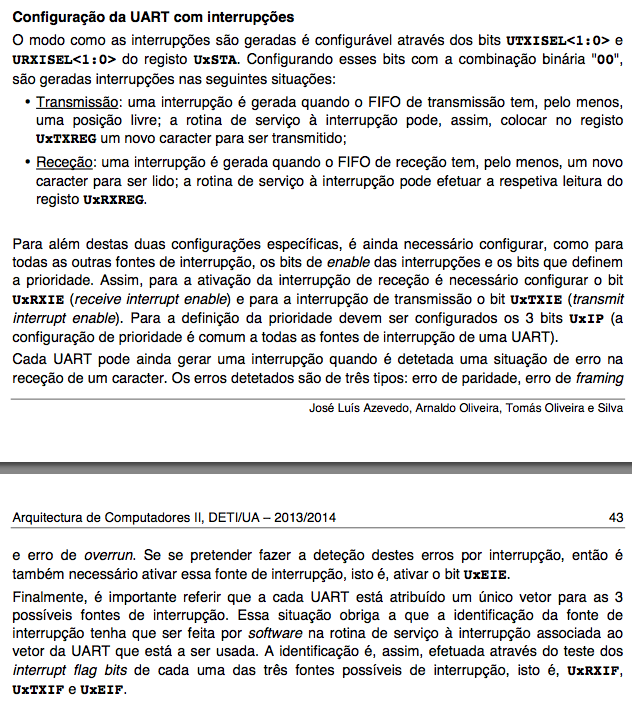 Configuração da UART com interrupções
O modo como as interrupções são geradas é configurável através dos bits UTXISEL<1:0> e
URXISEL<1:0> do registo UxSTA. Configurando esses bits com a combinação binária "00",
são geradas interrupções nas seguintes situações:
• Transmissão: uma interrupção é gerada quando o FIFO de transmissão tem, pelo menos,
uma posição livre; a rotina de serviço à interrupção pode, assim, colocar no registo
UxTXREG um novo caracter para ser transmitido;
• Receção: uma interrupção é gerada quando o FIFO de receção tem, pelo menos, um novo
caracter para ser lido; a rotina de serviço à interrupção pode efetuar a respetiva leitura do
registo UxRXREG.
Para além destas duas configurações específicas, é ainda necessário configurar, como para
todas as outras fontes de interrupção, os bits de enable das interrupções e os bits que definem
a prioridade. Assim, para a ativação da interrupção de receção é necessário configurar o bit
UxRXIE (receive interrupt enable) e para a interrupção de transmissão o bit UxTXIE (transmit
interrupt enable). Para a definição da prioridade devem ser configurados os 3 bits UxIP (a
configuração de prioridade é comum a todas as fontes de interrupção de uma UART).
Cada UART pode ainda gerar uma interrupção quando é detetada uma situação de erro na
receção de um caracter. Os erros detetados são de três tipos: erro de paridade, erro de framing
José Luís Azevedo, Arnaldo Oliveira, Tomás Oliveira e Silva
Arquitectura de Computadores II, DETI/UA – 2013/2014 43
e erro de overrun. Se se pretender fazer a deteção destes erros por interrupção, então é
também necessário ativar essa fonte de interrupção, isto é, ativar o bit UxEIE.
Finalmente, é importante referir que a cada UART está atribuído um único vetor para as 3
possíveis fontes de interrupção. Essa situação obriga a que a identificação da fonte de
interrupção tenha que ser feita por software na rotina de serviço à interrupção associada ao
vetor da UART que está a ser usada. A identificação é, assim, efetuada através do teste dos
interrupt flag bits de cada uma das três fontes possíveis de interrupção, isto é, UxRXIF,
UxTXIF e UxEIF.